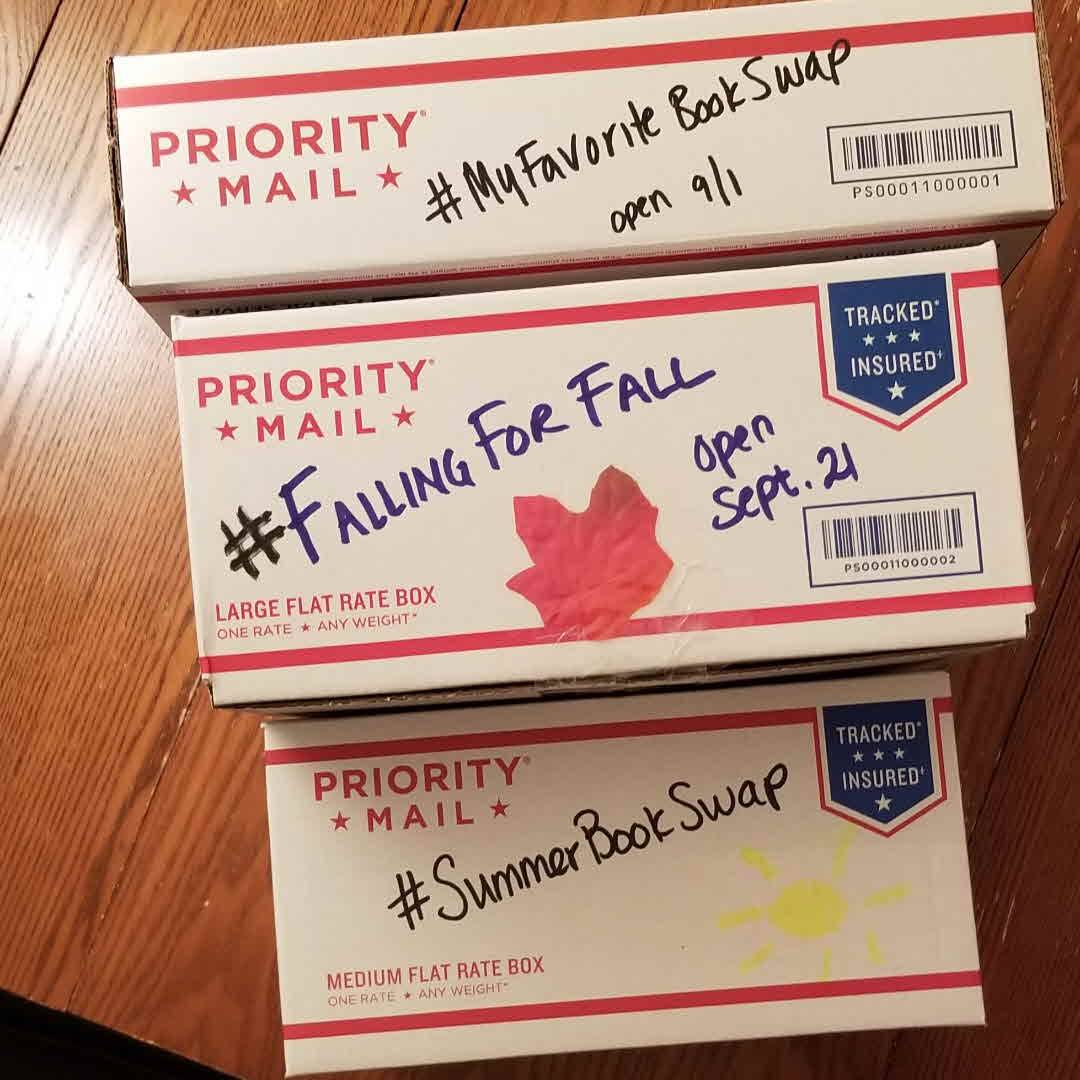 PRIORITY®
★ MAIL ★
#MyFavorite BookSwap
open 9/1
PS00011000001
PRIORITY®
★ MAIL ★
TRACKED®
★ ★ ★
INSURED†
★
#FALLING FOR FALL
open
Sept. 21
PS00011000002
LARGE FLAT RATE BOX
ONE RATE ★ ANY WEIGHT*
PRIORITY®
★ MAIL ★
TRACKED®
★ ★ ★
INSURED†
★
#SummerBookSwap
MEDIUM FLAT RATE BOX
ONE RATE ★ ANY WEIGHT*